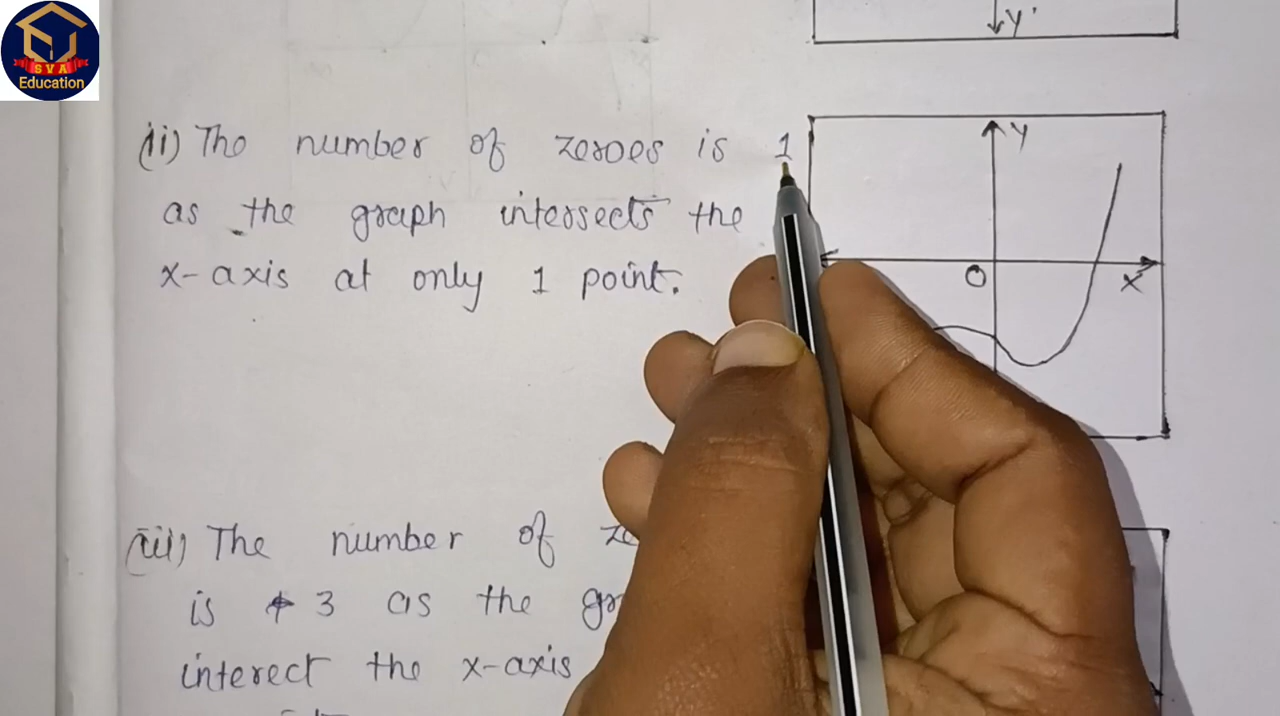 SVA
Education
Y'
(ii) The number of zeroes is 1
as the graph intersects the
x-axis at only 1 point.
Y
O
X
(iii) The number of
is 3 as the
interect the x-axis